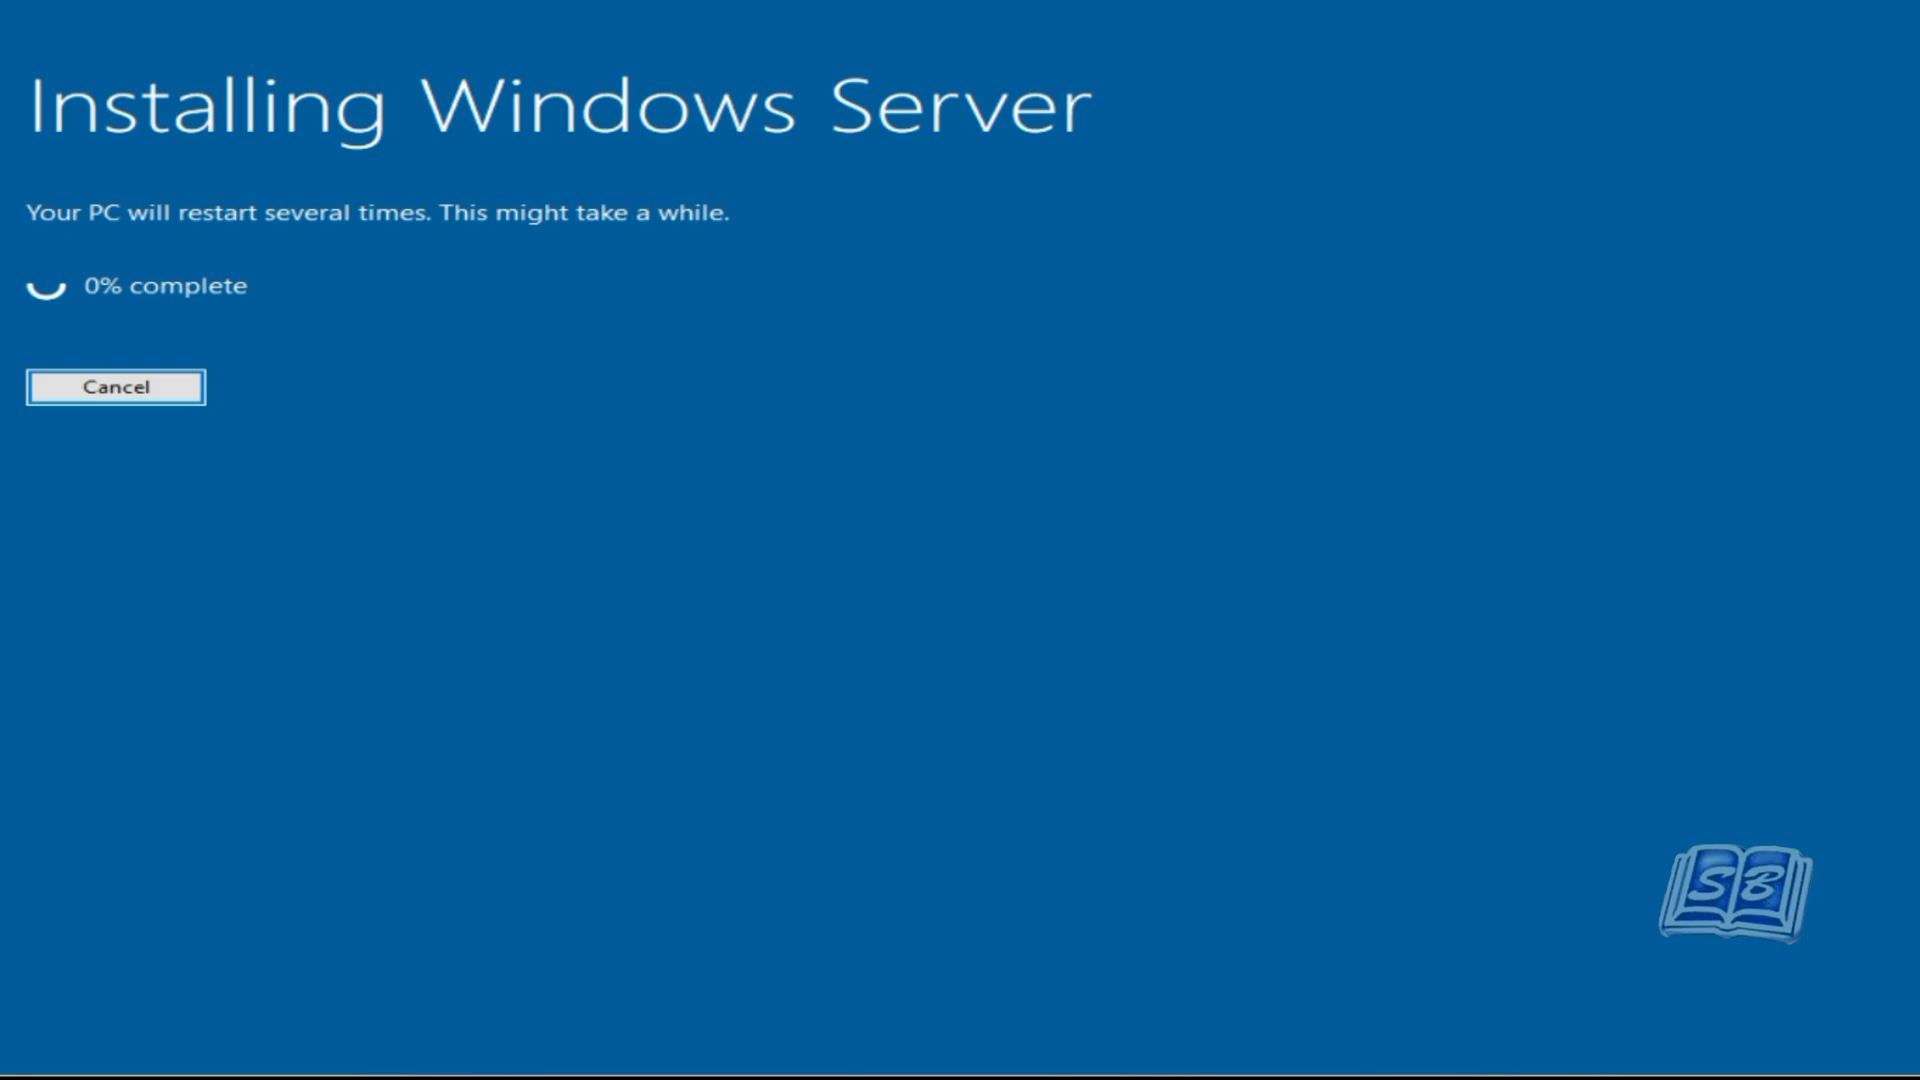 Installing Windows Server
Your PC will restart several times. This might take a while.
0% complete
Cancel
SB